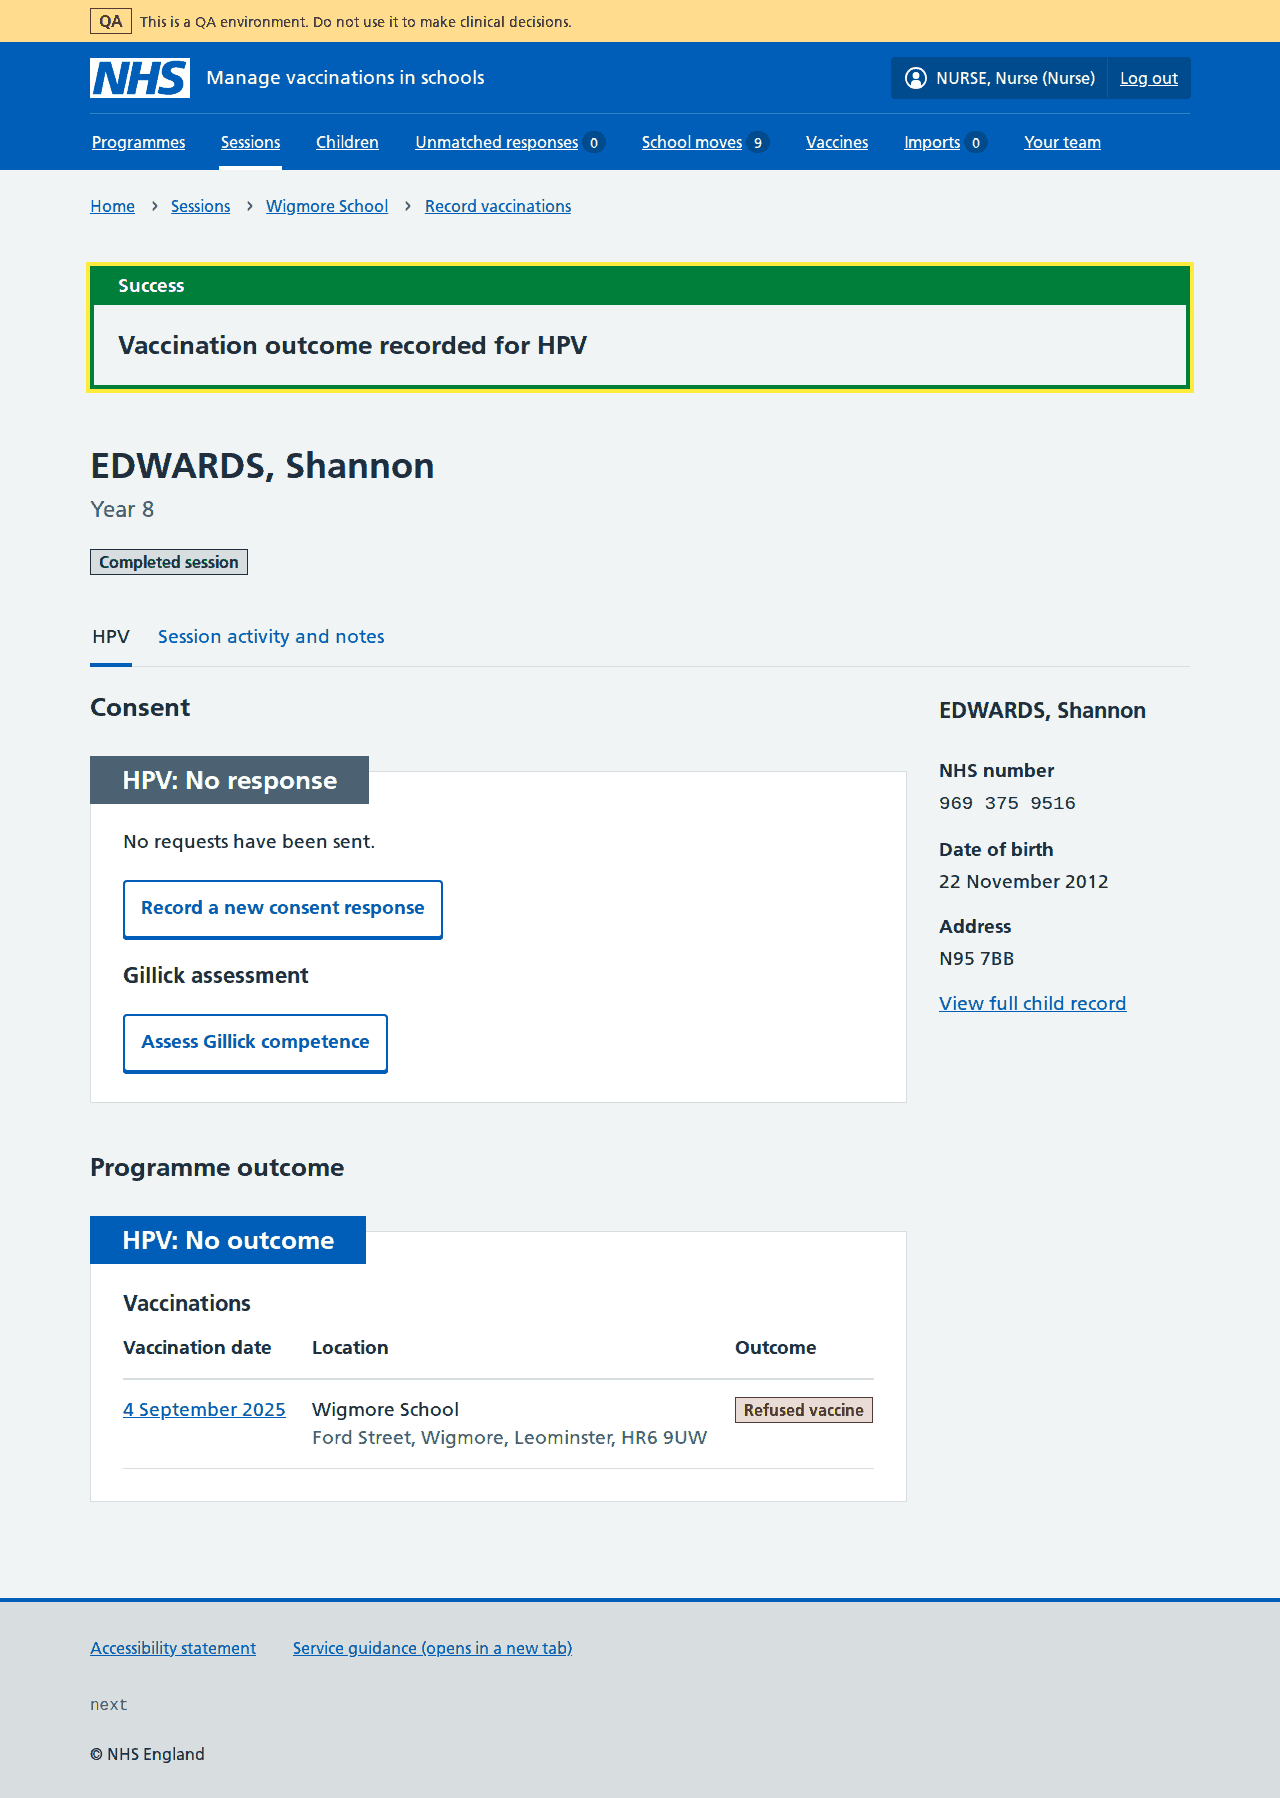 QA This is a QA environment. Do not use it to make clinical decisions.
NHS Manage vaccinations in schools NURSE, Nurse (Nurse) Log out
Programmes Sessions Children Unmatched responses 0 School moves 9 Vaccines Imports 0 Your team
Home › Sessions › Wigmore School › Record vaccinations
Success
Vaccination outcome recorded for HPV
EDWARDS, Shannon
Year 8
Completed session
HPV Session activity and notes
Consent
HPV: No response
No requests have been sent.
Record a new consent response
Gillick assessment
Assess Gillick competence
EDWARDS, Shannon
NHS number
969 375 9516
Date of birth
22 November 2012
Address
N95 7BB
View full child record
Programme outcome
HPV: No outcome
Vaccinations
Vaccination date Location Outcome
4 September 2025 Wigmore School Refused vaccine
Ford Street, Wigmore, Leominster, HR6 9UW
Accessibility statement Service guidance (opens in a new tab)
next
© NHS England